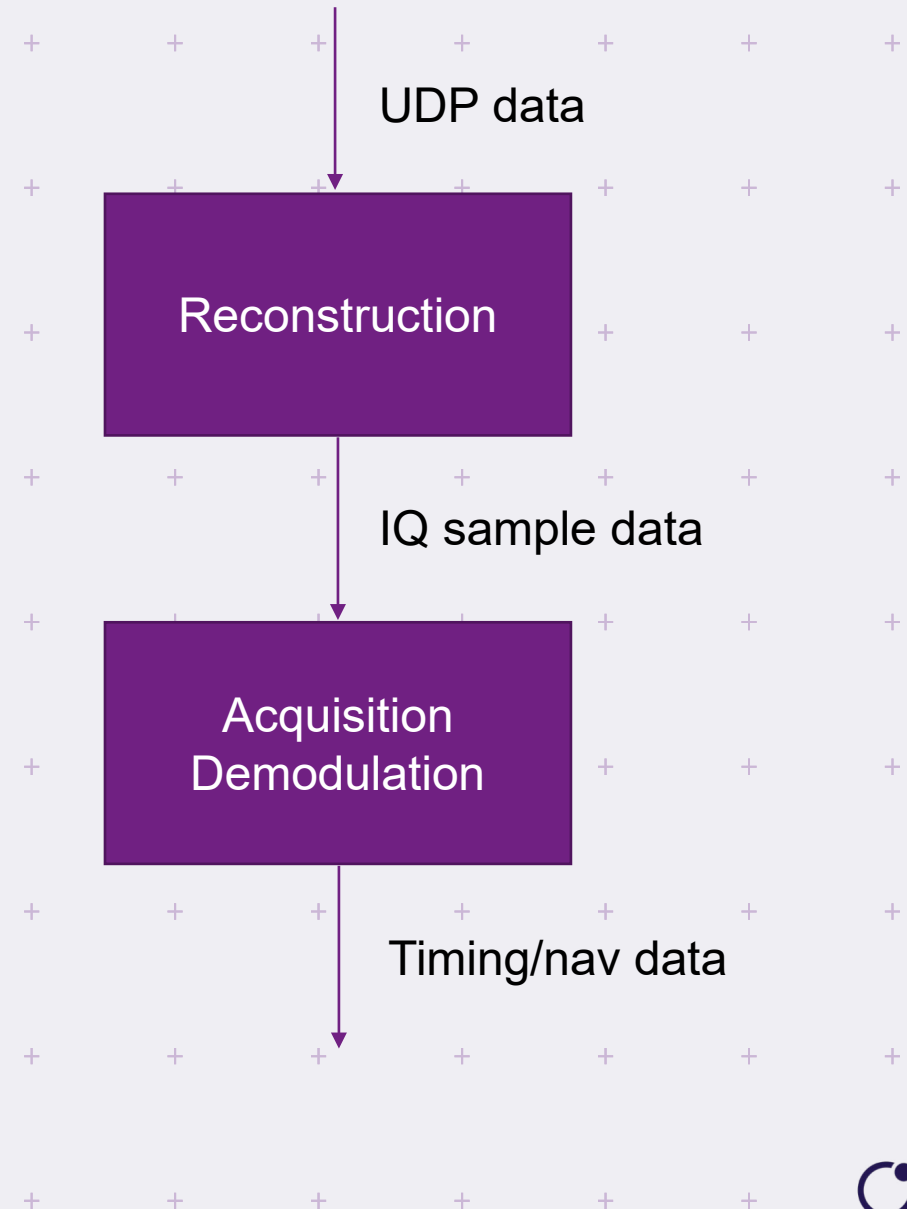 UDP data
Reconstruction
IQ sample data
Acquisition
Demodulation
Timing/nav data